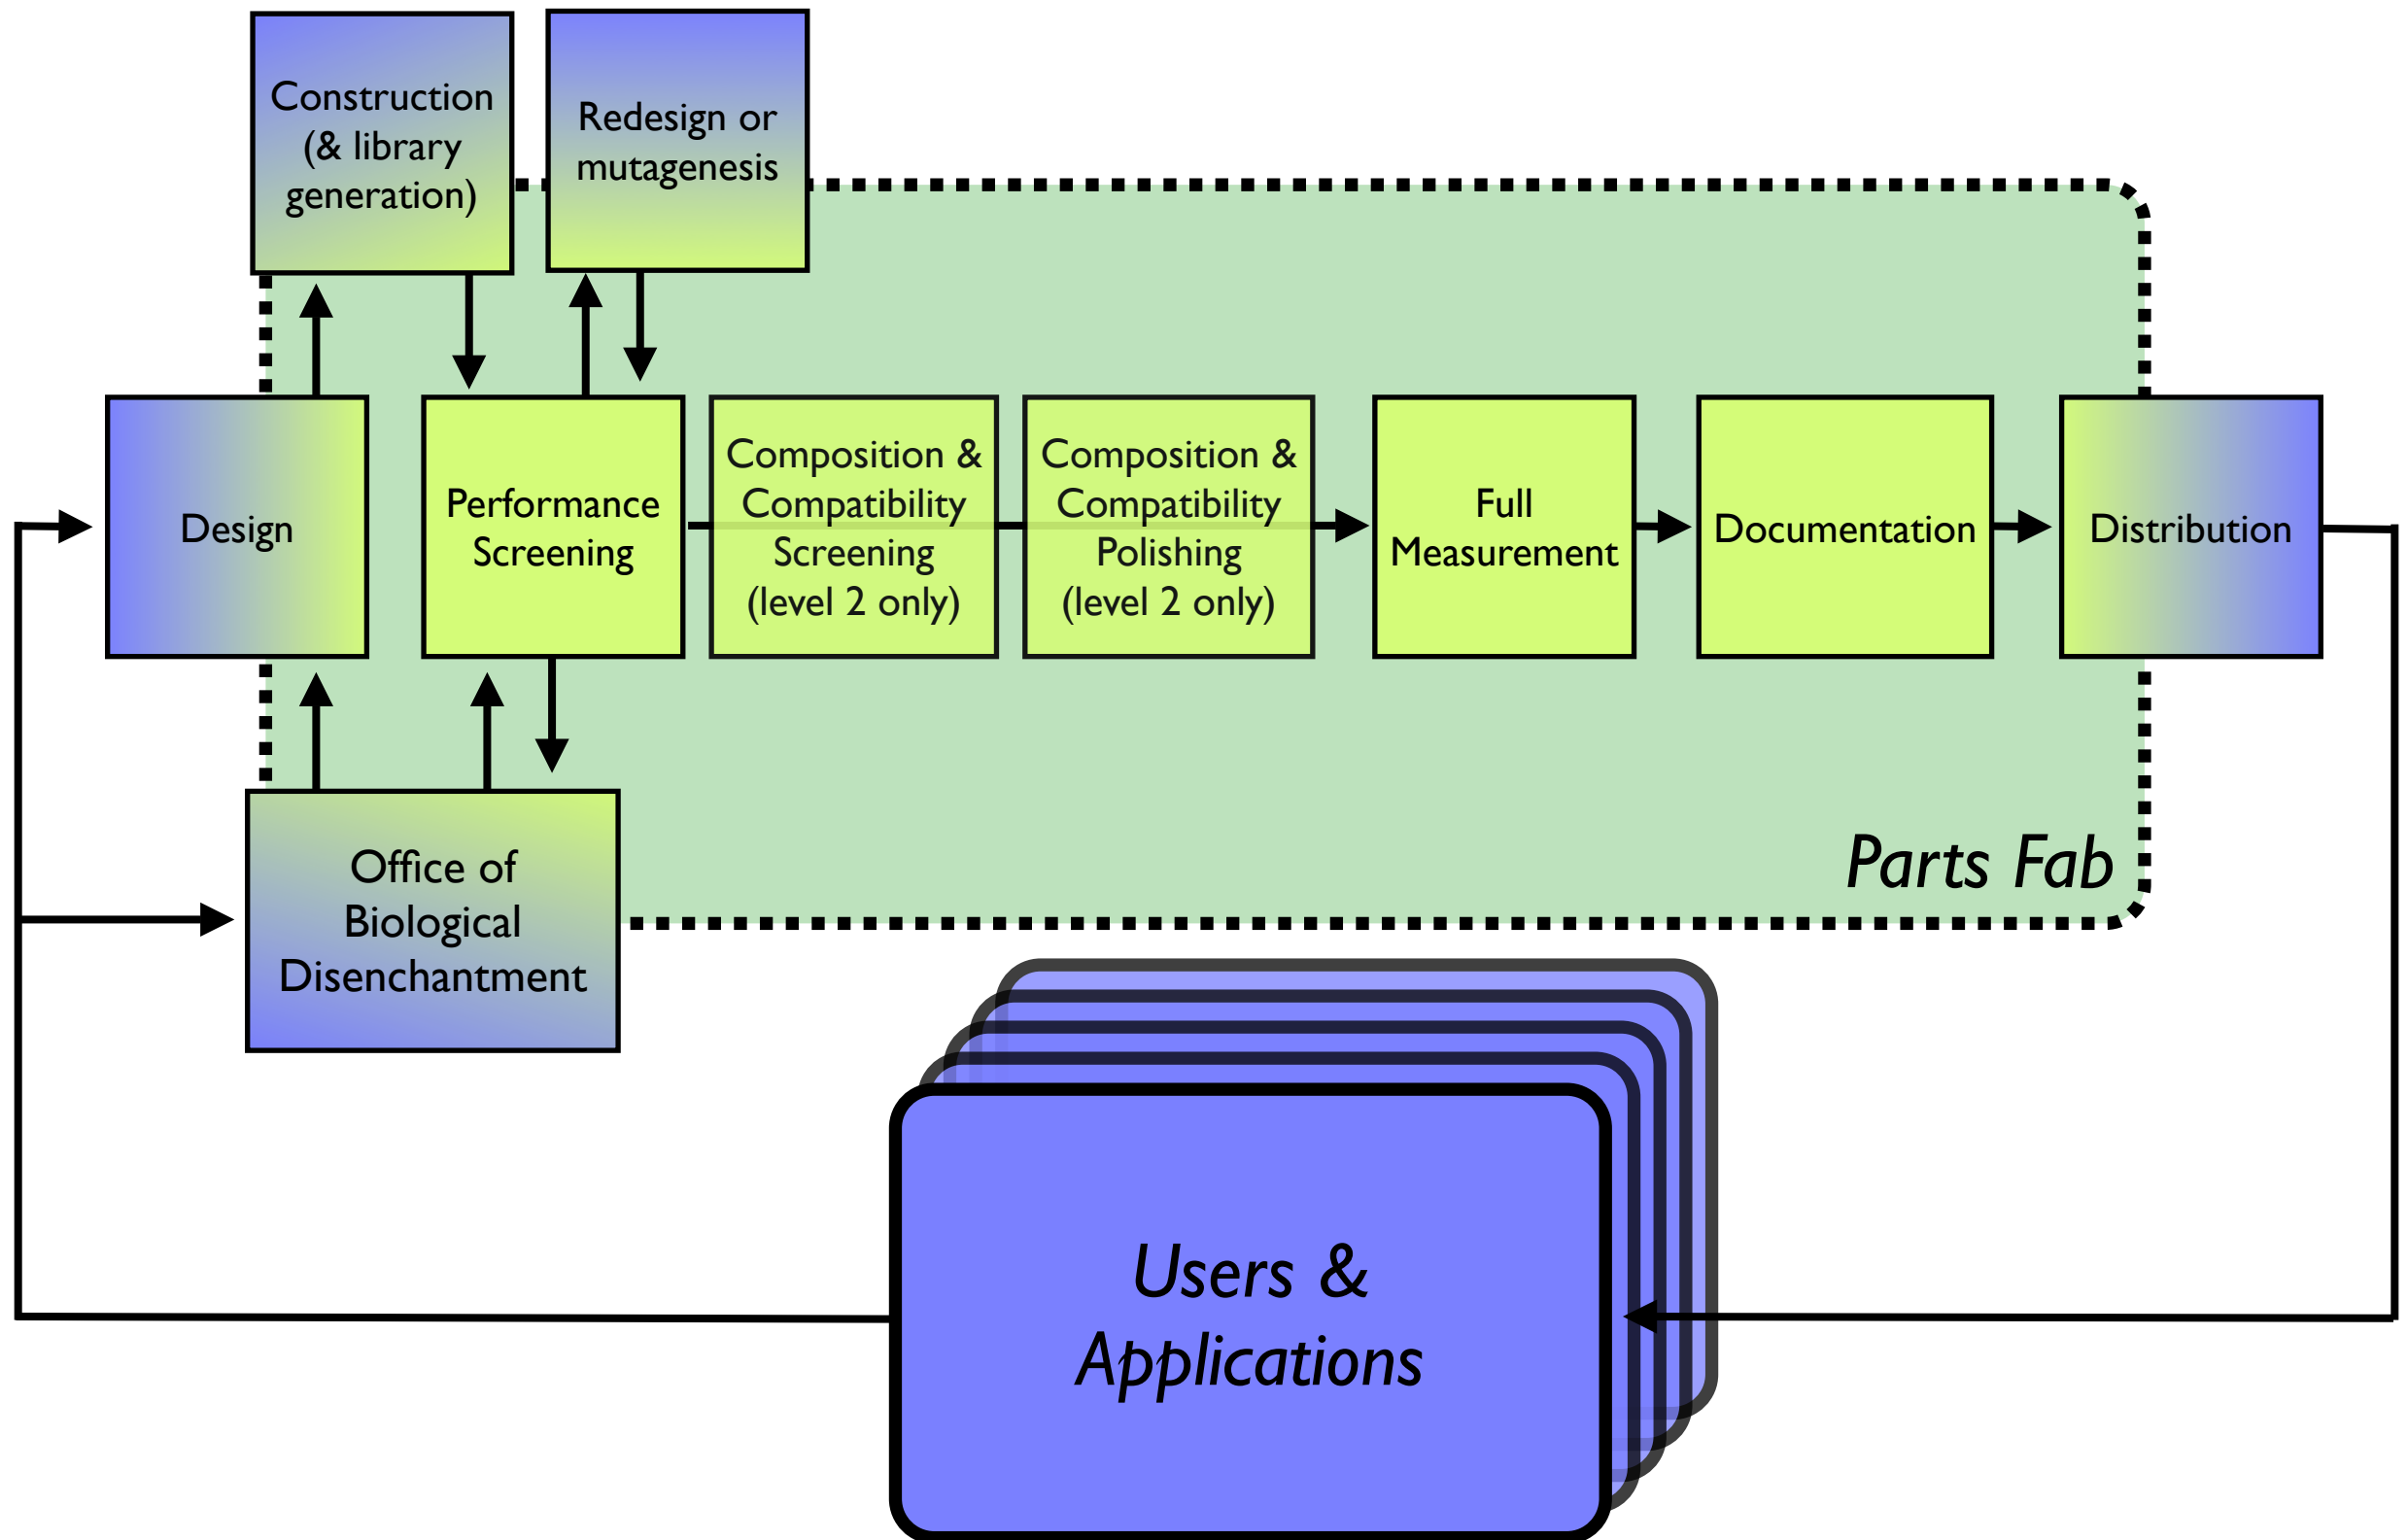 Construction
(& library
generation)
Redesign or
mutagenesis
Design
Performance
Screening
Composition &
Compatibility
Screening
(level 2 only)
Composition &
Compatibility
Polishing
(level 2 only)
Full
Measurement
Documentation
Distribution
Office of
Biological
Disenchantment
Parts Fab
Users &
Applications